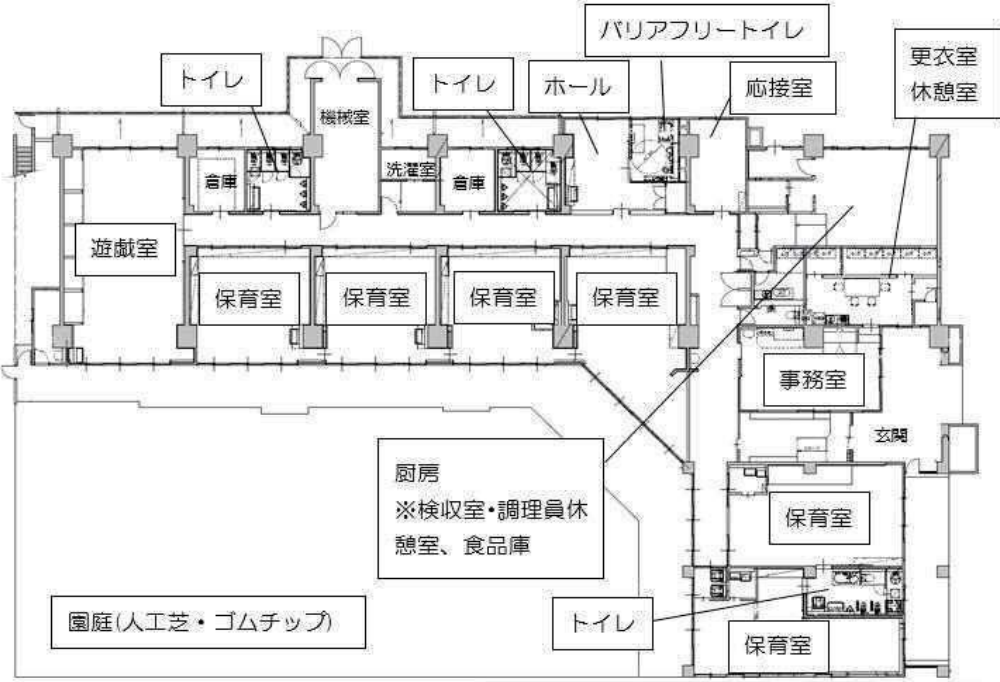 バリアフリートイレ
トイレ
トイレ
ホール
応接室
更衣室
休憩室
機械室
洗濯室
倉庫
倉庫
遊戯室
保育室
保育室
保育室
保育室
事務室
玄関
厨房
※検収室・調理員休
憩室、食品庫
保育室
園庭(人工芝・ゴムチップ)
トイレ
保育室